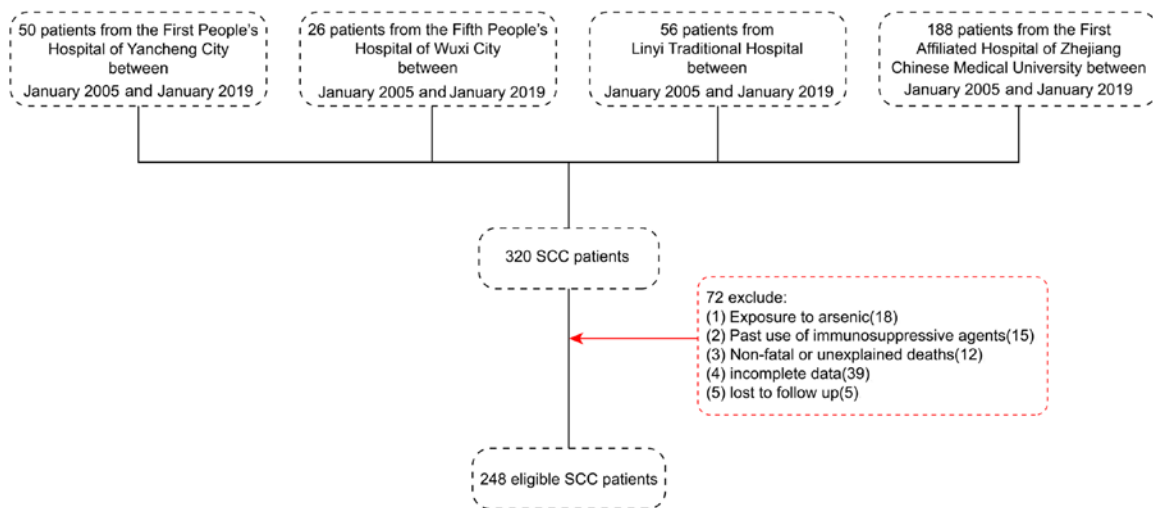 50 patients from the First People's
Hospital of Yancheng City
between
January 2005 and January 2019
26 patients from the Fifth People's
Hospital of Wuxi City
between
January 2005 and January 2019
56 patients from
Linyi Traditional Hospital
between
January 2005 and January 2019
188 patients from the First
Affiliated Hospital of Zhejiang
Chinese Medical University between
January 2005 and January 2019
320 SCC patients
72 exclude:
(1) Exposure to arsenic(18)
(2) Past use of immunosuppressive agents(15)
(3) Non-fatal or unexplained deaths(12)
(4) incomplete data(39)
(5) lost to follow up(5)
248 eligible SCC patients